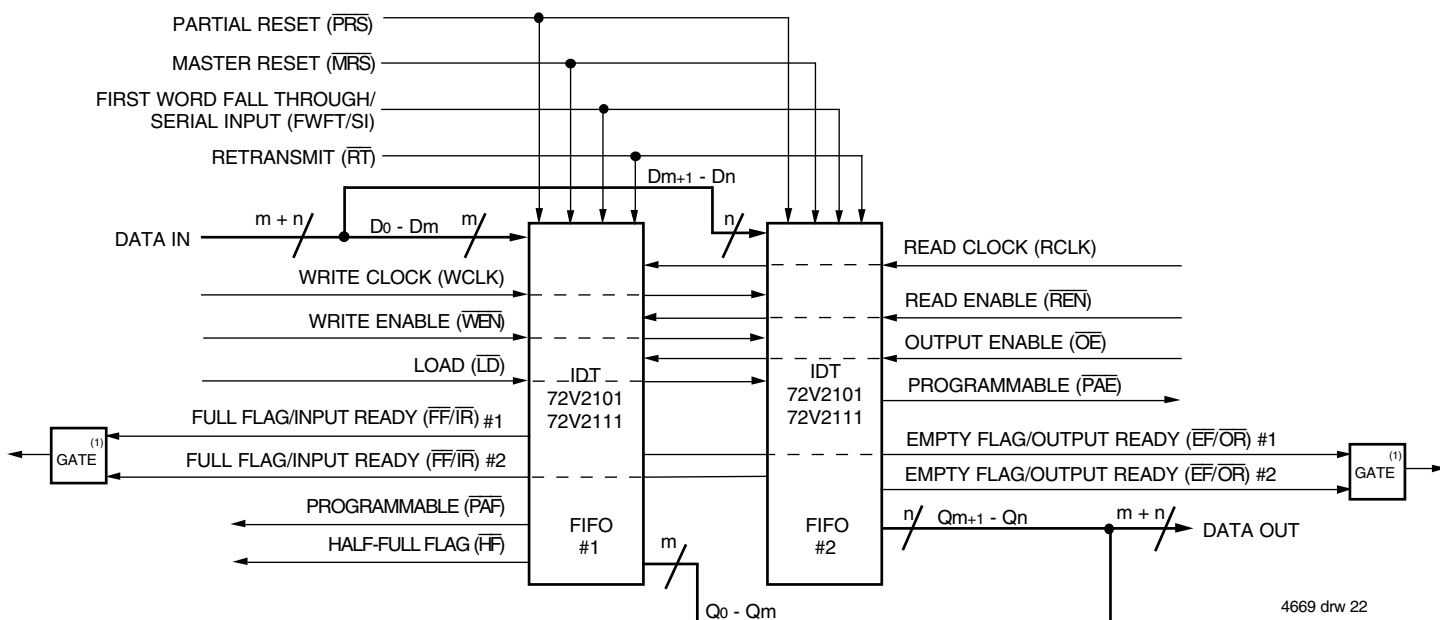 PARTIAL RESET (PRS)
MASTER RESET (MRS)
FIRST WORD FALL THROUGH/
SERIAL INPUT (FWFT/SI)
RETRANSMIT (RT)
Dm+1 - Dn
m + n
D0 - Dm
m
n
DATA IN
READ CLOCK (RCLK)
WRITE CLOCK (WCLK)
READ ENABLE (REN)
WRITE ENABLE (WEN)
OUTPUT ENABLE (OE)
LOAD (LD)
IDT
72V2101
72V2111
IDT
72V2101
72V2111
PROGRAMMABLE (PAE)
FULL FLAG/INPUT READY (FF/IR) #1
EMPTY FLAG/OUTPUT READY (EF/OR) #1
(1)
GATE
FULL FLAG/INPUT READY (FF/IR) #2
EMPTY FLAG/OUTPUT READY (EF/OR) #2
(1)
GATE
PROGRAMMABLE (PAF)
FIFO
#1
FIFO
#2
n
Qm+1 - Qn
m + n
DATA OUT
HALF-FULL FLAG (HF)
m
Q0 - Qm
4669 drw 22